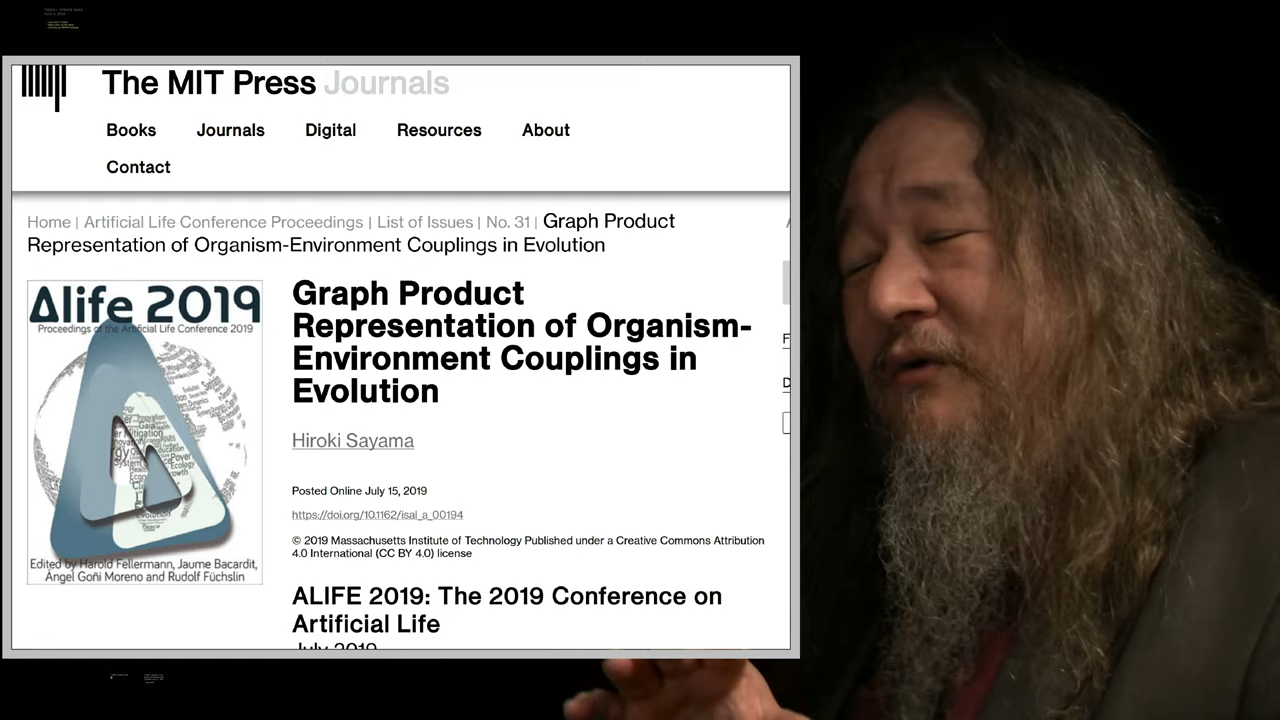 The MIT Press Journals
Books Journals Digital Resources About
Contact
Home | Artificial Life Conference Proceedings | List of Issues | No. 31 | Graph Product
Representation of Organism-Environment Couplings in Evolution
Alife 2019
Proceedings of the Artificial Life Conference 2019
Edited by Harold Fellermann, Jaume Bacardit,
Ángel Goñi Moreno and Rudolf Füchslin
Graph Product
Representation of Organism-
Environment Couplings in
Evolution
Hiroki Sayama
Posted Online July 15, 2019
https://doi.org/10.1162/isal_a_00194
© 2019 Massachusetts Institute of Technology Published under a Creative Commons Attribution
4.0 International (CC BY 4.0) license
ALIFE 2019: The 2019 Conference on
Artificial Life
July 2019